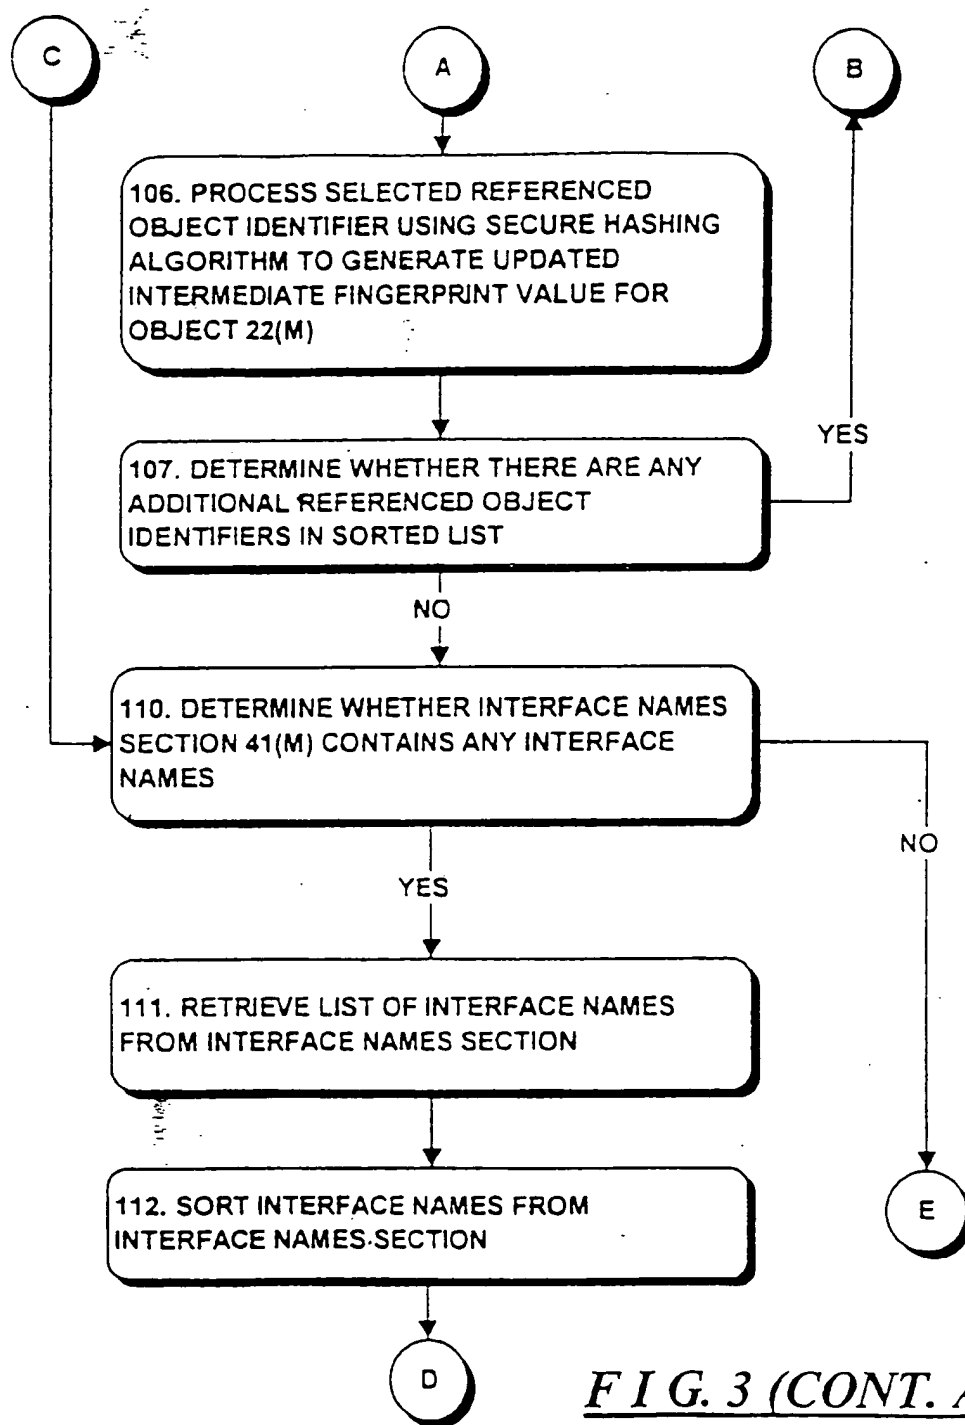 C
A
B
106. PROCESS SELECTED REFERENCED
OBJECT IDENTIFIER USING SECURE HASHING
ALGORITHM TO GENERATE UPDATED
INTERMEDIATE FINGERPRINT VALUE FOR
OBJECT 22(M)
YES
107. DETERMINE WHETHER THERE ARE ANY
ADDITIONAL REFERENCED OBJECT
IDENTIFIERS IN SORTED LIST
NO
110. DETERMINE WHETHER INTERFACE NAMES
SECTION 41(M) CONTAINS ANY INTERFACE
NAMES
NO
YES
111. RETRIEVE LIST OF INTERFACE NAMES
FROM INTERFACE NAMES SECTION
112. SORT INTERFACE NAMES FROM
INTERFACE NAMES SECTION
E
D
F I G. 3 (CONT. A